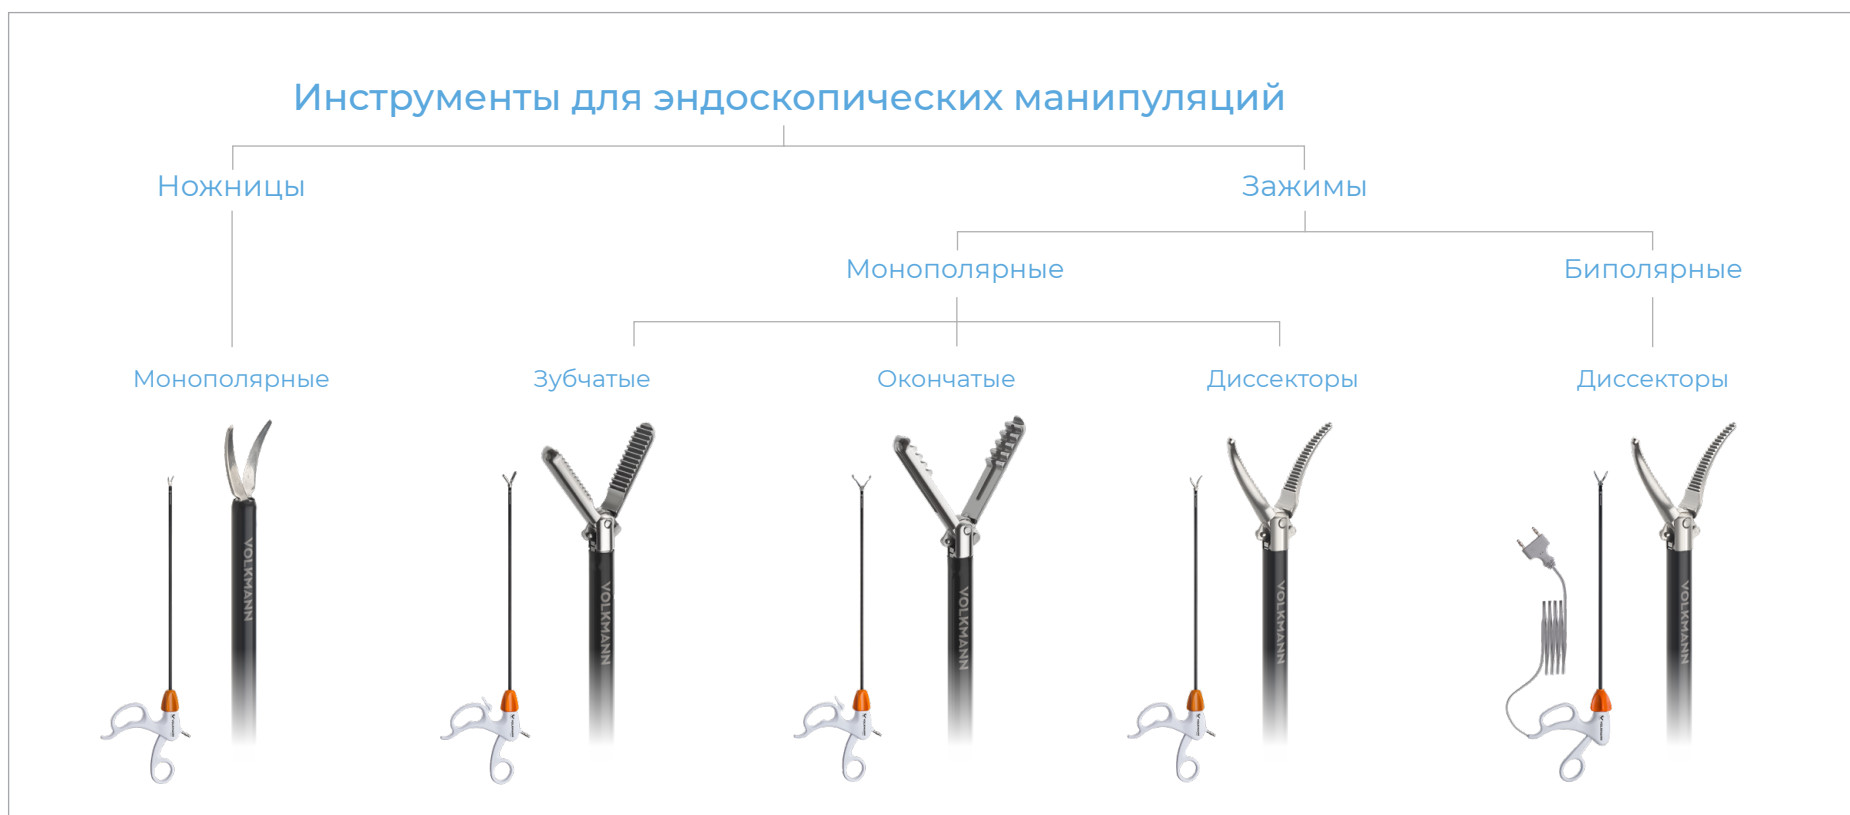 Инструменты для эндоскопических манипуляций
Ножницы
Зажимы
Монополярные
Биполярные
Монополярные
Зубчатые
Окончатые
Диссекторы
Диссекторы
VOLKMANN
VOLKMANN
VOLKMANN
VOLKMANN
VOLKMANN